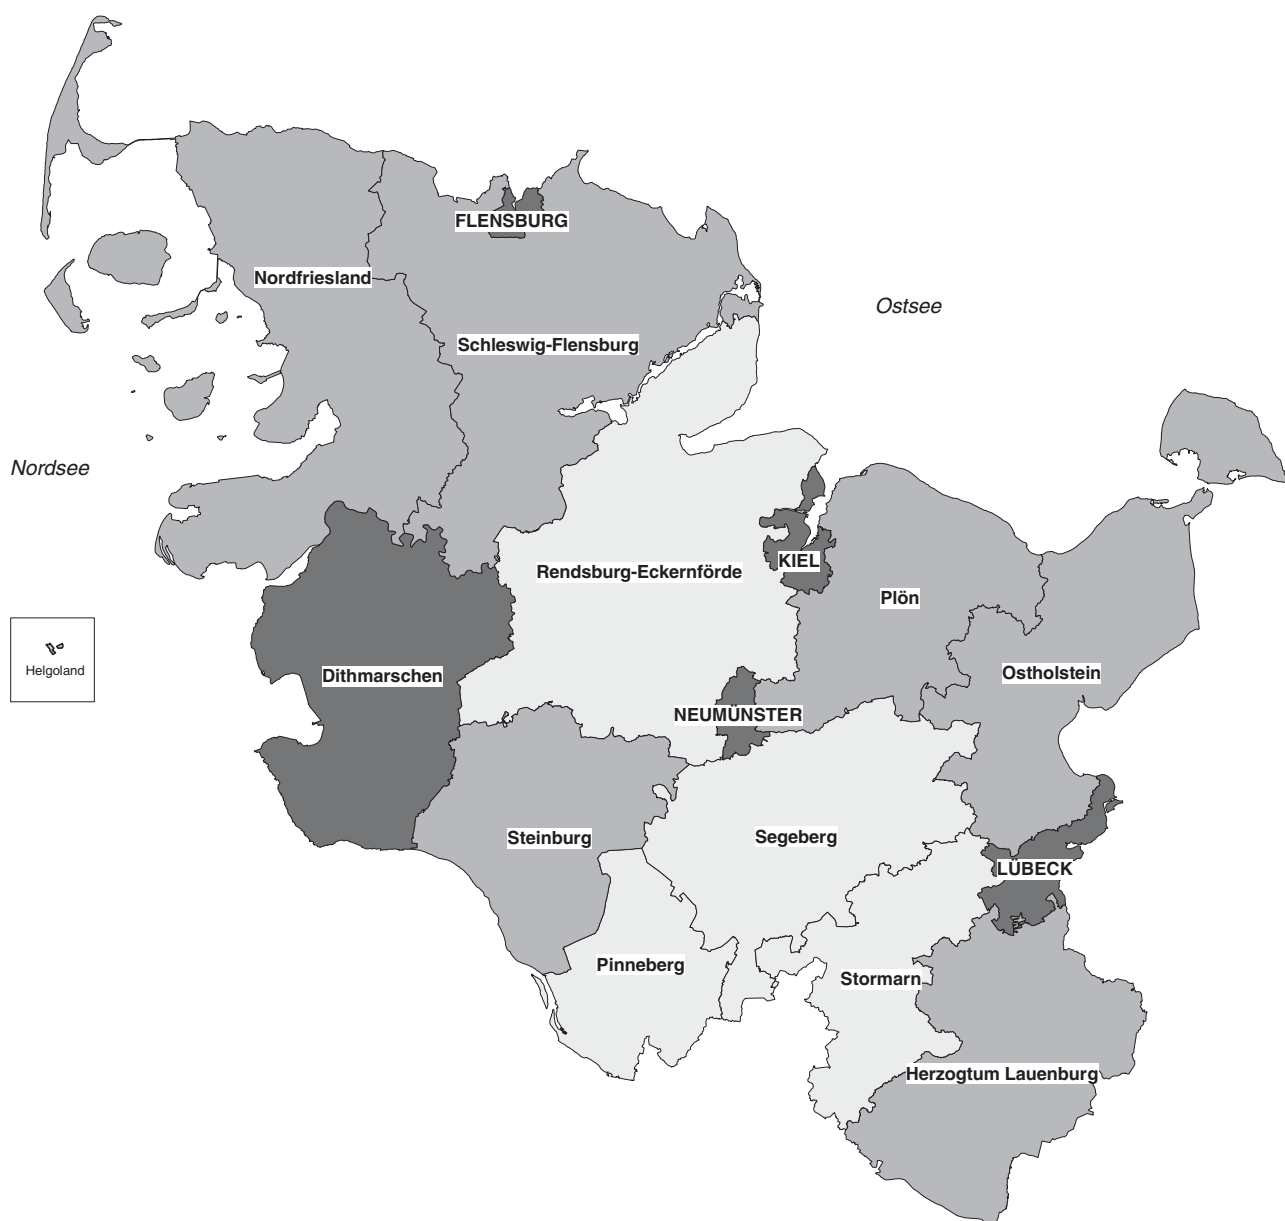 FLENSBURG
Nordfriesland
Ostsee
Schleswig-Flensburg
Nordsee
KIEL
Rendsburg-Eckernförde
Plön
Helgoland
Dithmarschen
Ostholstein
NEUMÜNSTER
Steinburg
Segeberg
LÜBECK
Pinneberg
Stormarn
Herzogtum Lauenburg